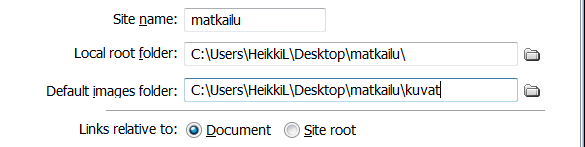 Site name: matkailu
Local root folder: C:\Users\HeikkiL\Desktop\matkailu\
Default images folder: C:\Users\HeikkiL\Desktop\matkailu\kuvat
Links relative to: Document Site root